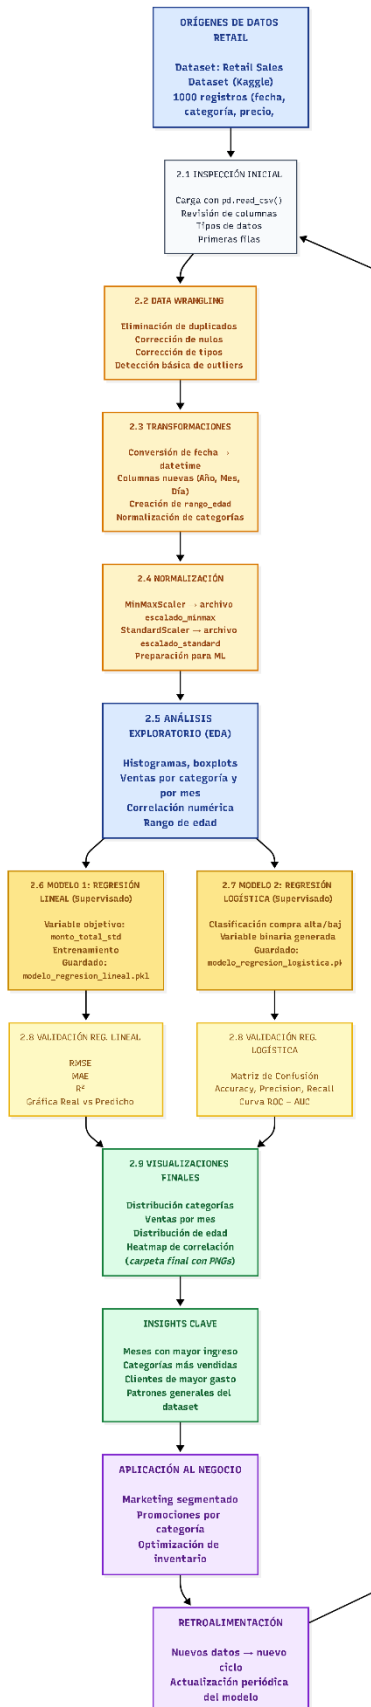 ORÍGENES DE DATOS
RETAIL
Dataset: Retail Sales
Dataset (Kaggle)
1000 registros (fecha,
categoría, precio,
2.1 INSPECCIÓN INICIAL
Carga con pd.read_csv()
Revisión de columnas
Tipos de datos
Primeras filas
2.2 DATA WRANGLING
Eliminación de duplicados
Corrección de nulos
Corrección de tipos
Detección básica de outliers
2.3 TRANSFORMACIONES
Conversión de fecha →
datetime
Columnas nuevas (Año, Mes,
Día)
Creación de rango_edad
Normalización de categorías
2.4 NORMALIZACIÓN
MinMaxScaler → archivo
escalado_minmax
StandardScaler → archivo
escalado_standard
Preparación para ML
2.5 ANÁLISIS
EXPLORATORIO (EDA)
Histogramas, boxplots
Ventas por categoría y
por mes
Correlación numérica
Rango de edad
2.6 MODELO 1: REGRESIÓN
LINEAL (Supervisado)
Variable objetivo:
monto_total_std
Entrenamiento
Guardado:
modelo_regresion_lineal.pkl
2.7 MODELO 2: REGRESIÓN
LOGÍSTICA (Supervisado)
Clasificación compra alta/baj
Variable binaria generada
Guardado:
modelo_regresion_logistica.pk
2.8 VALIDACIÓN REG. LINEAL
RMSE
MAE
R²
Gráfica Real vs Predicho
2.8 VALIDACIÓN REG.
LOGÍSTICA
Matriz de Confusión
Accuracy, Precision, Recall
Curva ROC – AUC
2.9 VISUALIZACIONES
FINALES
Distribución categorías
Ventas por mes
Distribución de edad
Heatmap de correlación
(carpeta final con PNGs)
INSIGHTS CLAVE
Meses con mayor ingreso
Categorías más vendidas
Clientes de mayor gasto
Patrones generales del
dataset
APLICACIÓN AL NEGOCIO
Marketing segmentado
Promociones por
categoría
Optimización de
inventario
RETROALIMENTACIÓN
Nuevos datos → nuevo
ciclo
Actualización periódica
del modelo